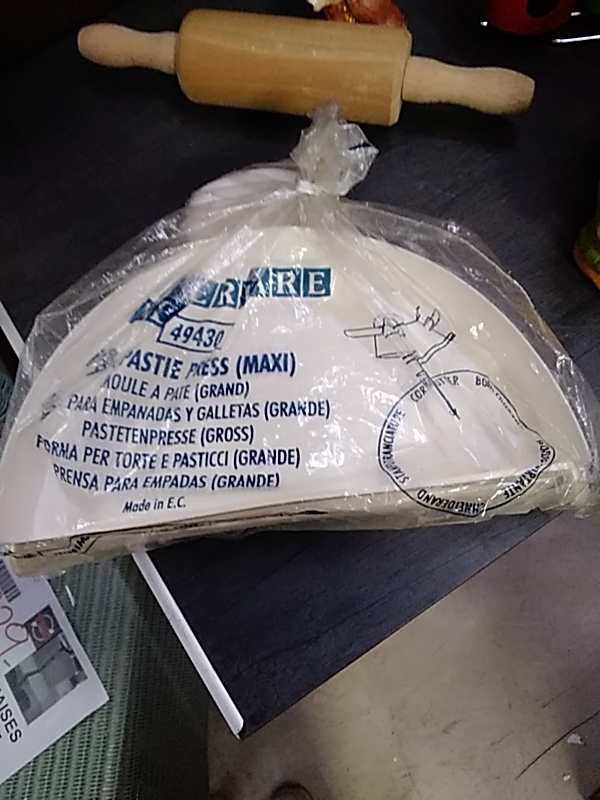 49430
PASTIE PRESS (MAXI)
MOULE A PATE (GRAND)
PARA EMPANADAS Y GALLETAS (GRANDE)
PASTETENPRESSE (GROSS)
FORMA PER TORTE E PASTICCI (GRANDE)
PRENSA PARA EMPADAS (GRANDE)
Made in E.C.